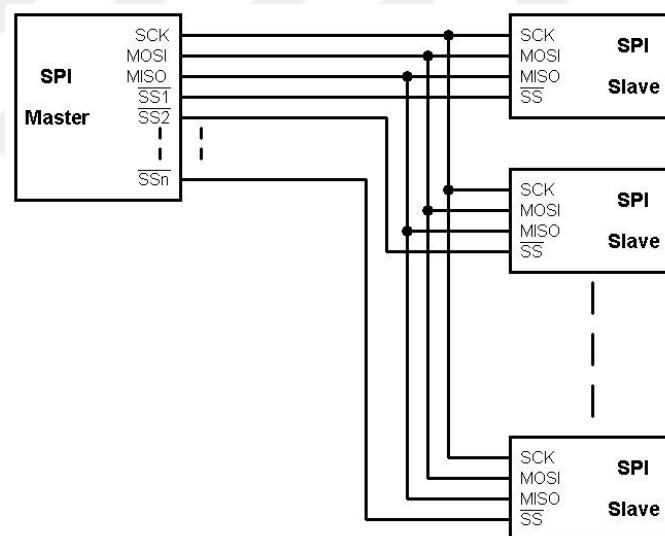 SPI
Master
SCK
MOSI
MISO
SS1
SS2
SSn
SCK
MOSI
MISO
SS
SPI
Slave
SCK
MOSI
MISO
SS
SPI
Slave
SCK
MOSI
MISO
SS
SPI
Slave